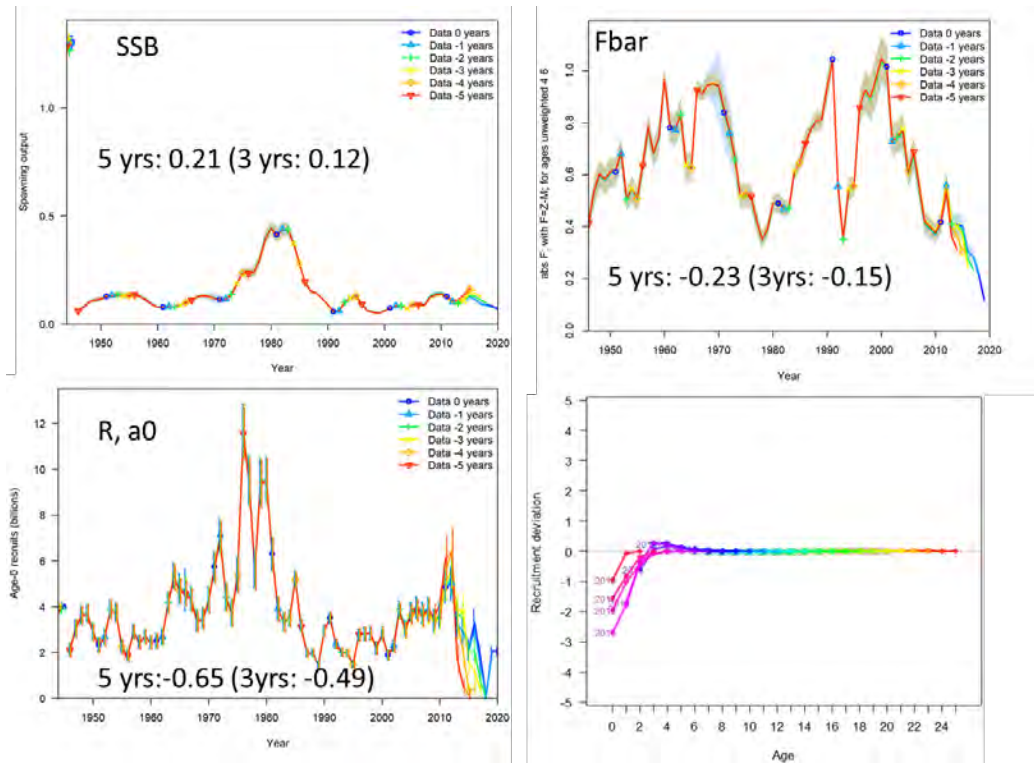 SSB
Data 0 years
Data -1 years
Data -2 years
Data -3 years
Data -4 years
Data -5 years
5 yrs: 0.21 (3 yrs: 0.12)
Spawning output
1.0
0.5
0.0
1950 1960 1970 1980 1990 2000 2010 2020
Year
Fbar
Data 0 years
Data -1 years
Data -2 years
Data -3 years
Data -4 years
Data -5 years
5 yrs: -0.23 (3yrs: -0.15)
abs F, with F=Z-M; for ages unweighted 4 6
1.0
0.8
0.6
0.4
0.2
0.0
1950 1960 1970 1980 1990 2000 2010 2020
Year
R, a0
Data 0 years
Data -1 years
Data -2 years
Data -3 years
Data -4 years
Data -5 years
5 yrs:-0.65 (3yrs: -0.49)
Age-0 recruits (billions)
12
10
8
6
4
2
0
1950 1960 1970 1980 1990 2000 2010 2020
Year
Recruitment deviation
5
4
3
2
1
0
-1
-2
-3
-4
-5
0 2 4 6 8 10 12 14 16 18 20 22 24
Age